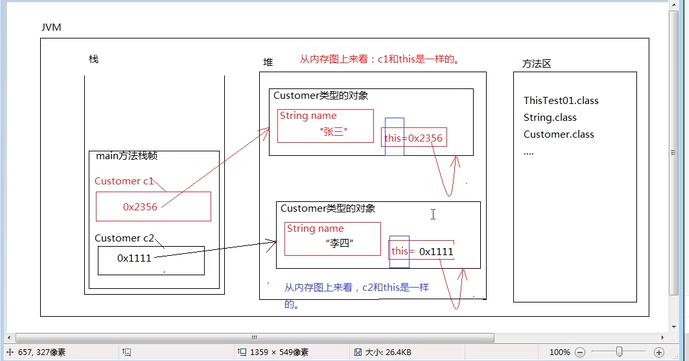 JVM
栈
堆
从内存图上来看：c1和this是一样的。
方法区
Customer类型的对象
String name
"张三"
this=0x2356
ThisTest01.class
String.class
Customer.class
....
main方法栈帧
Customer c1
0x2356
Customer c2
0x1111
Customer类型的对象
String name
“李四”
this= 0x1111
从内存图上来看，c2和this是一样
的。
657, 327像素
1359 × 549像素
大小: 26.4KB
100%